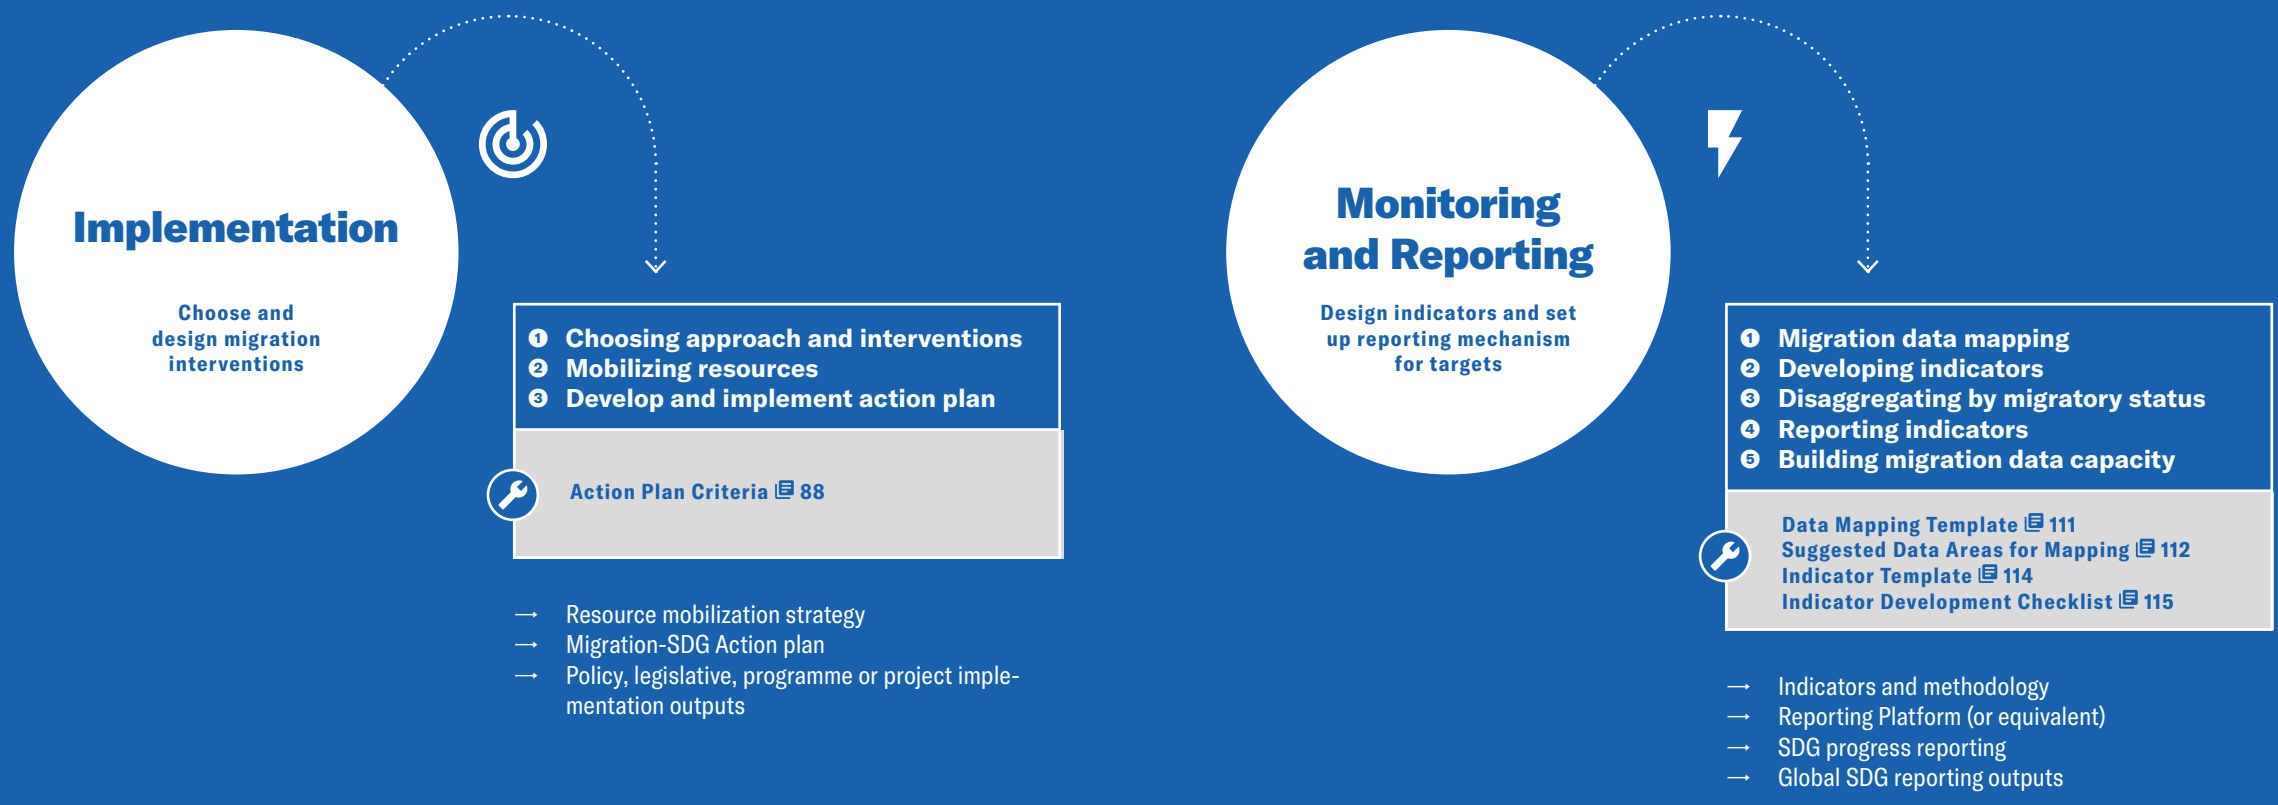 Implementation
Choose and
design migration
interventions
❶ Choosing approach and interventions
❷ Mobilizing resources
❸ Develop and implement action plan
Action Plan Criteria 88
→ Resource mobilization strategy
→ Migration-SDG Action plan
→ Policy, legislative, programme or project imple-
mentation outputs
Monitoring
and Reporting
Design indicators and set
up reporting mechanism
for targets
❶ Migration data mapping
❷ Developing indicators
❸ Disaggregating by migratory status
❹ Reporting indicators
❺ Building migration data capacity
Data Mapping Template 111
Suggested Data Areas for Mapping 112
Indicator Template 114
Indicator Development Checklist 115
→ Indicators and methodology
→ Reporting Platform (or equivalent)
→ SDG progress reporting
→ Global SDG reporting outputs